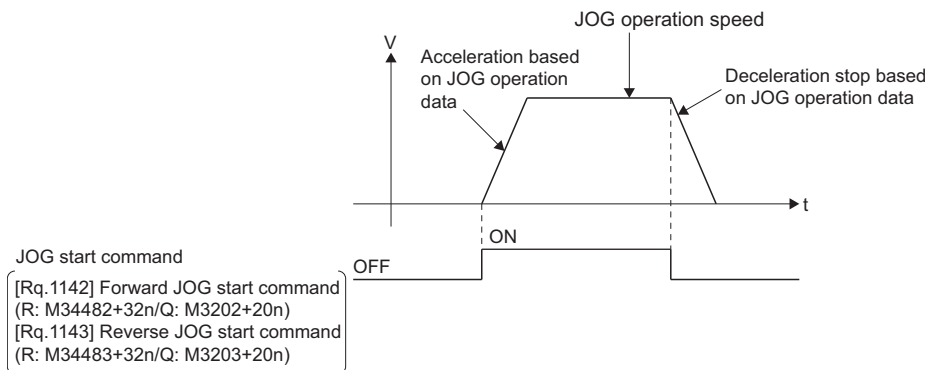 JOG operation speed
V
Acceleration based
on JOG operation
data
Deceleration stop based
on JOG operation data
t
ON
JOG start command
OFF
[Rq.1142] Forward JOG start command
(R: M34482+32n/Q: M3202+20n)
[Rq.1143] Reverse JOG start command
(R: M34483+32n/Q: M3203+20n)